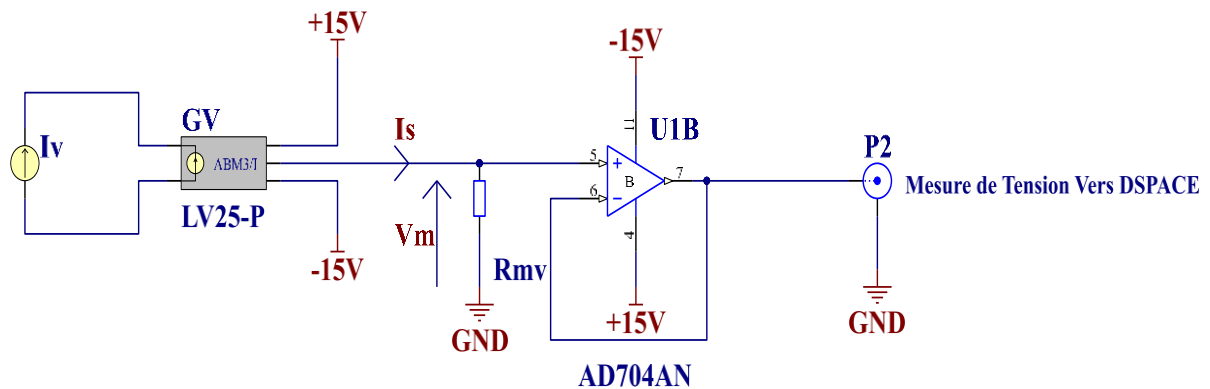 +15V
-15V
GV
Iv
ABM3/I
Is
11
U1B
5
+
B
7
6
-
P2
Mesure de Tension Vers DSPACE
LV25-P
Vm
4
-15V
Rmv
GND
+15V
GND
AD704AN